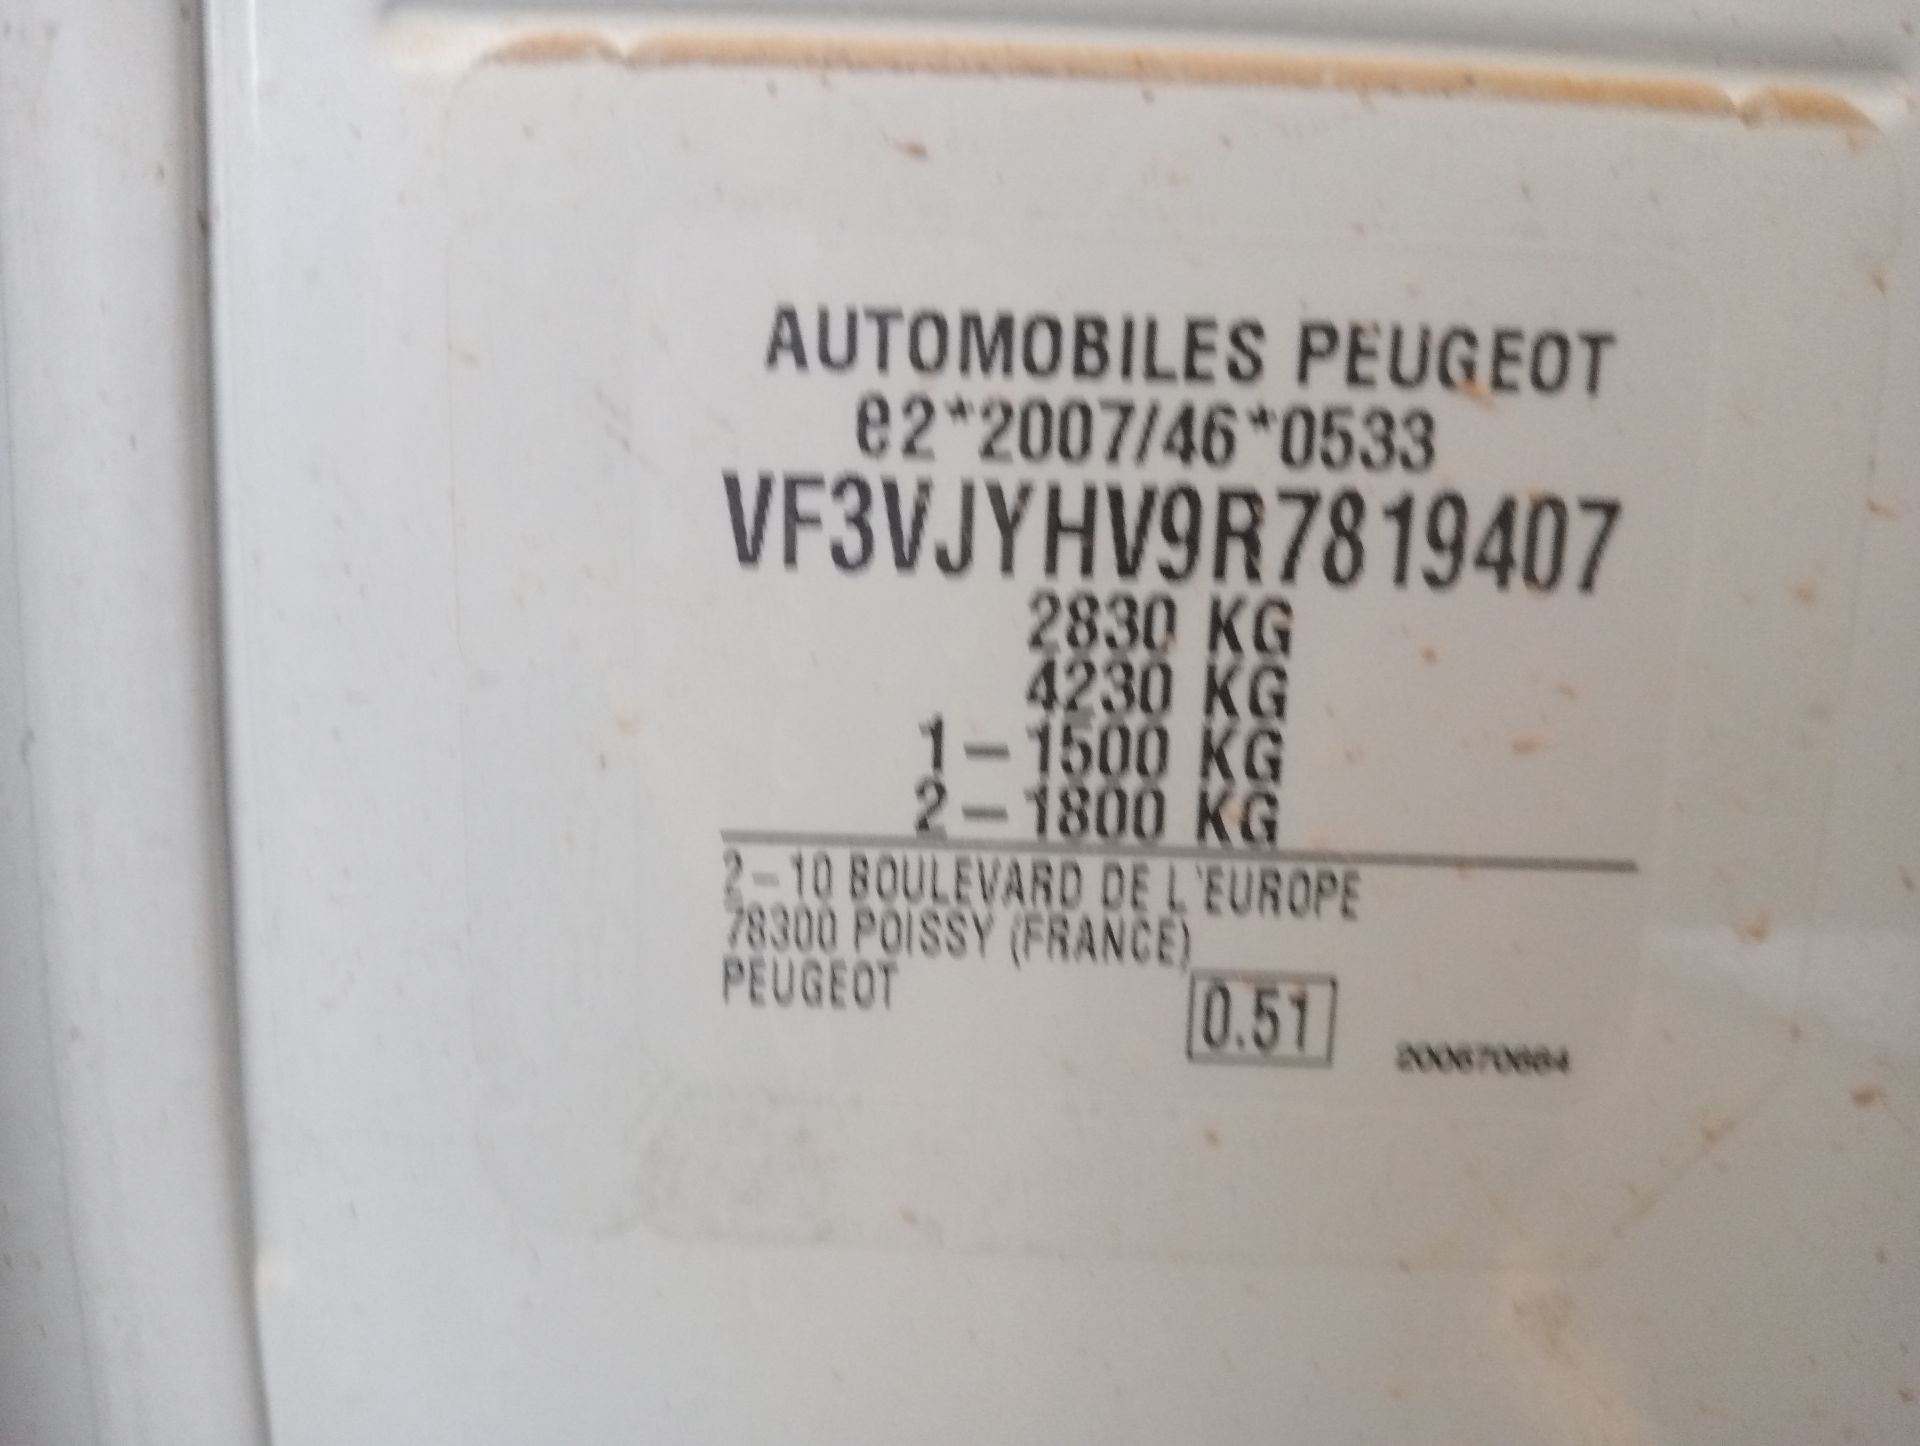 AUTOMOBILES PEUGEOT
e2*2007/46*0533
VF3VJYHV9R7819407
2830 KG
4230 KG
1-1500 KG
2-1800 KG
2-10 BOULEVARD DE L'EUROPE
78300 POISSY (FRANCE)
PEUGEOT
0.51